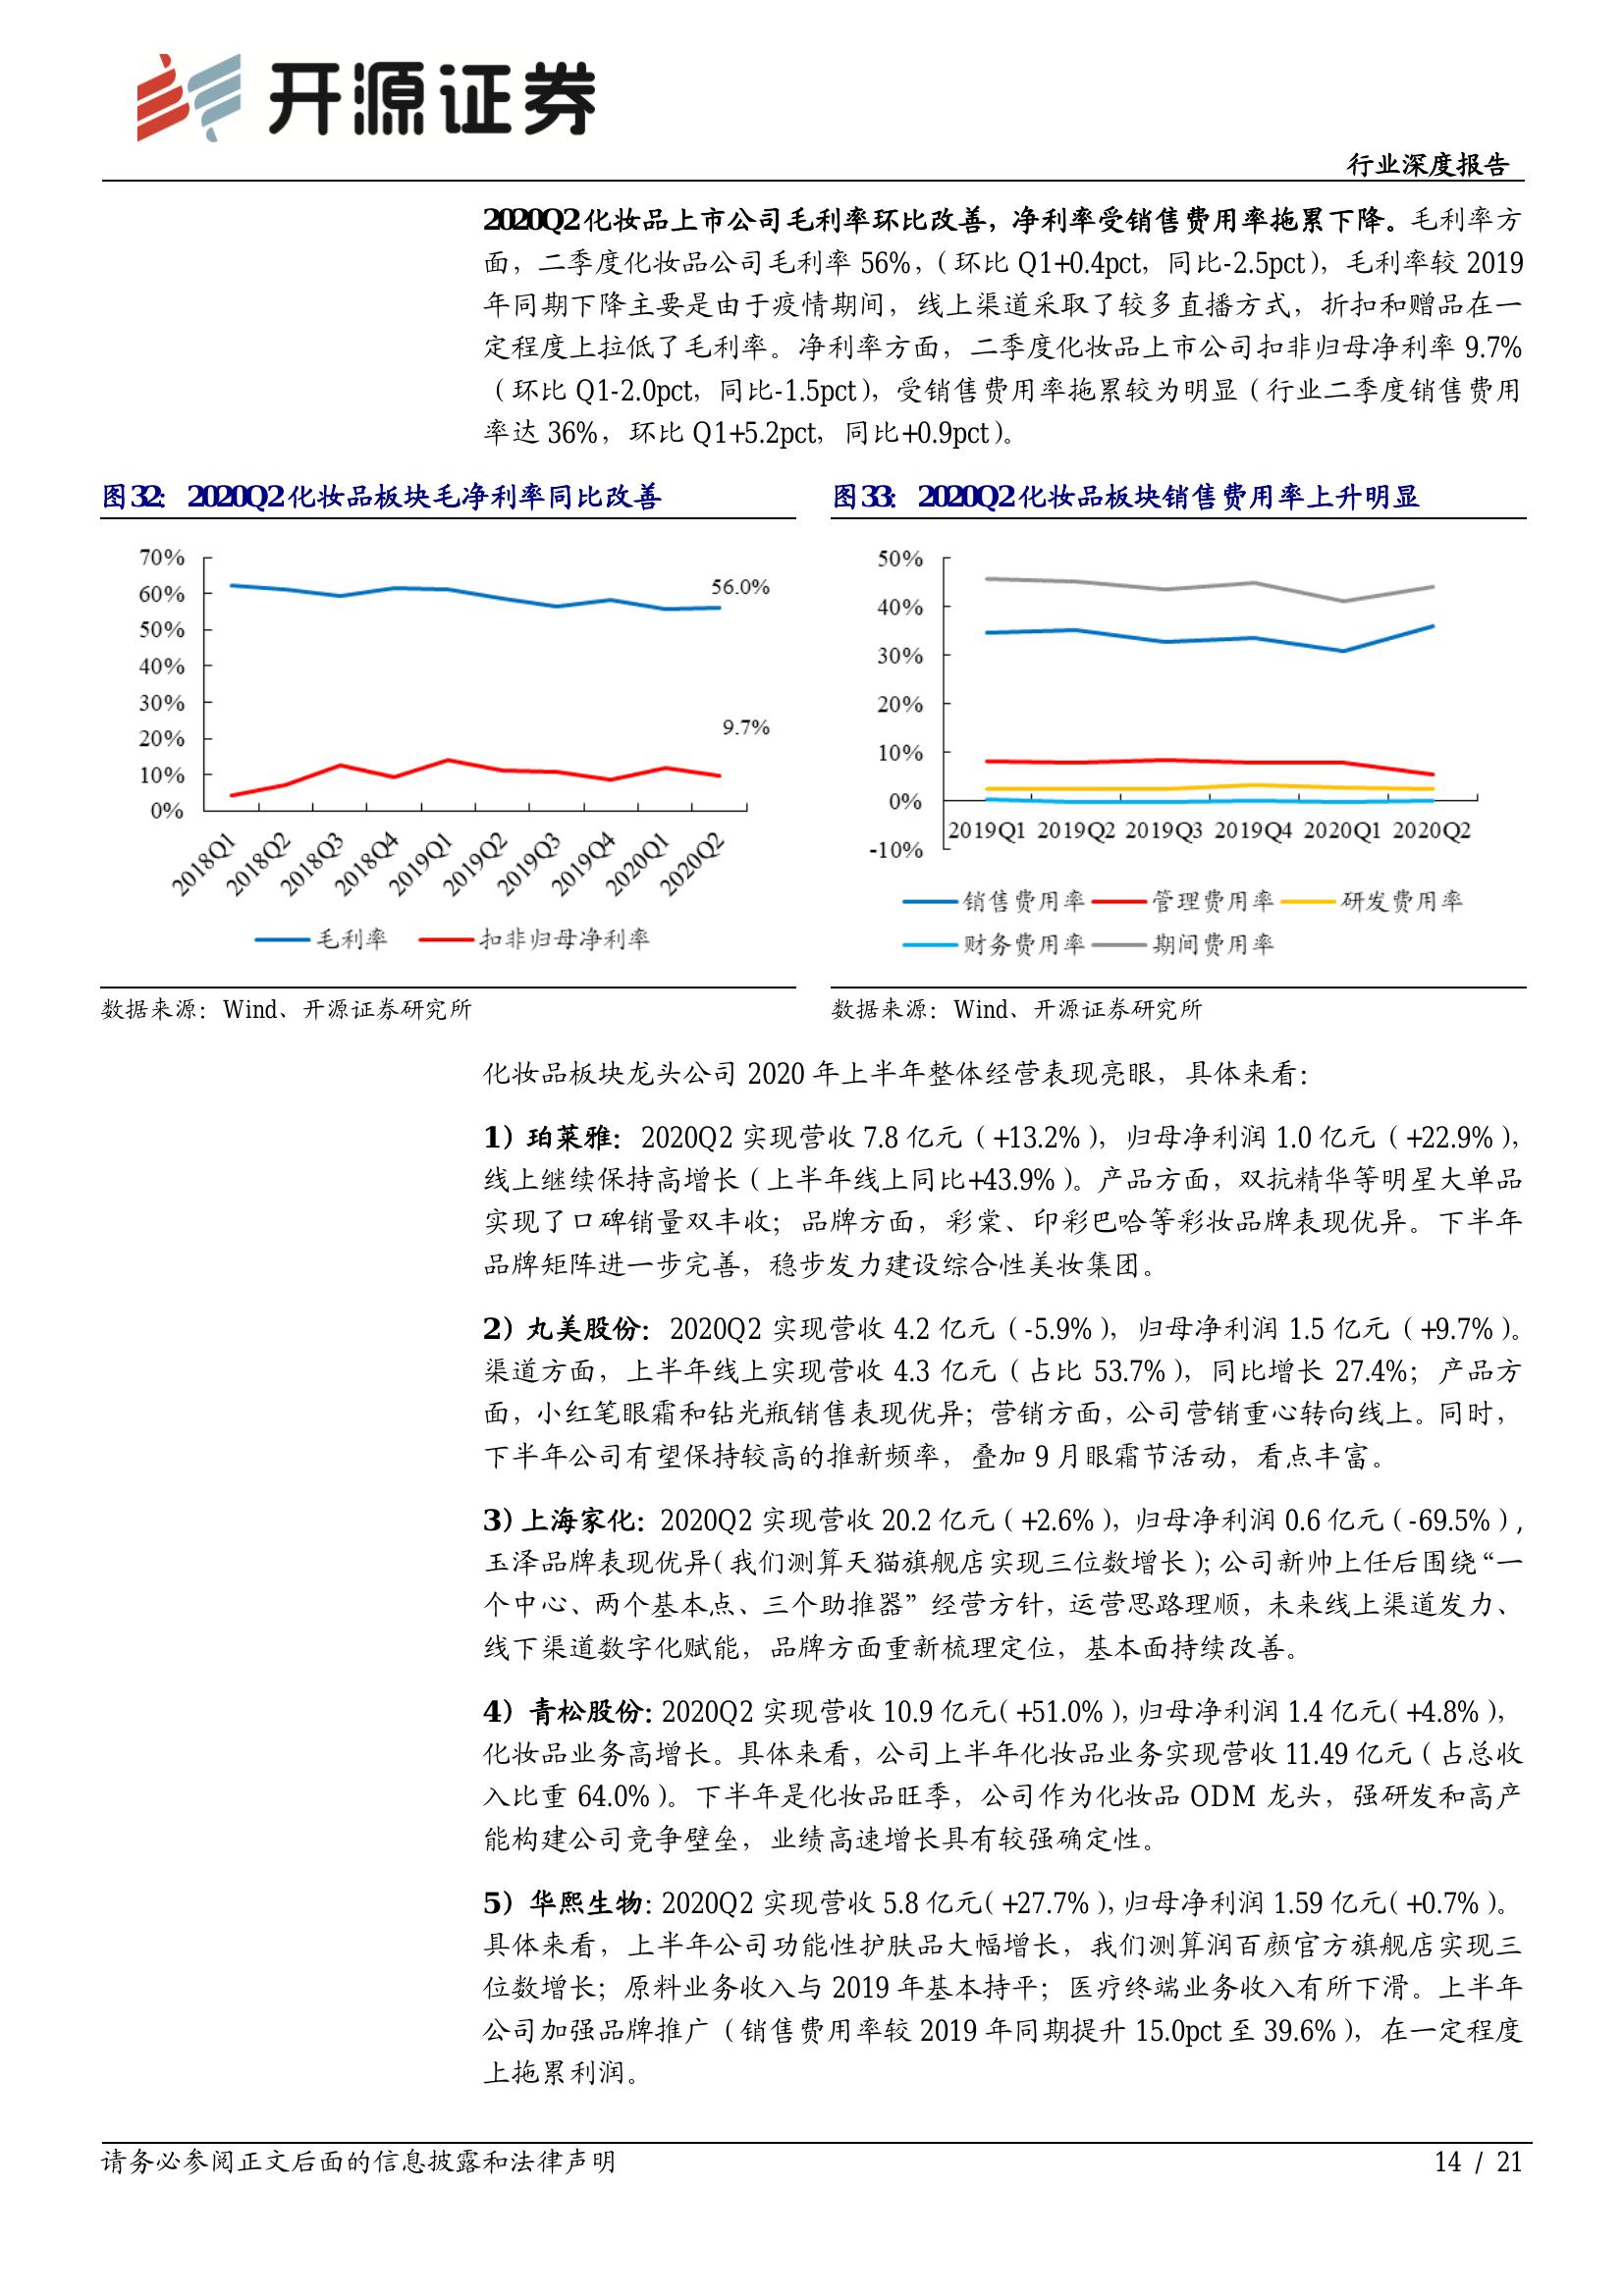 开源证券
行业深度报告
2020Q2化妆品上市公司毛利率环比改善，净利率受销售费用率拖累下降。毛利率方
面，二季度化妆品公司毛利率 56%，（环比 Q1+0.4pct，同比-2.5pct），毛利率较 2019
年同期下降主要是由于疫情期间，线上渠道采取了较多直播方式，折扣和赠品在一
定程度上拉低了毛利率。净利率方面，二季度化妆品上市公司扣非归母净利率 9.7%
（环比 Q1-2.0pct，同比-1.5pct），受销售费用率拖累较为明显（行业二季度销售费用
率达 36%，环比 Q1+5.2pct，同比+0.9pct）。
图32：2020Q2化妆品板块毛净利率同比改善
70%
60%
50%
40%
30%
20%
10%
0%
56.0%
9.7%
2018Q1 2018Q2 2018Q3 2018Q4 2019Q1 2019Q2 2019Q3 2019Q4 2020Q1 2020Q2
毛利率 扣非归母净利率
数据来源：Wind、开源证券研究所
图33：2020Q2化妆品板块销售费用率上升明显
50%
40%
30%
20%
10%
0%
-10%
2019Q1 2019Q2 2019Q3 2019Q4 2020Q1 2020Q2
销售费用率 管理费用率 研发费用率
财务费用率 期间费用率
数据来源：Wind、开源证券研究所
化妆品板块龙头公司 2020 年上半年整体经营表现亮眼，具体来看：
1）珀莱雅：2020Q2 实现营收 7.8 亿元（+13.2%），归母净利润 1.0 亿元（+22.9%），
线上继续保持高增长（上半年线上同比+43.9%）。产品方面，双抗精华等明星大单品
实现了口碑销量双丰收；品牌方面，彩棠、印彩巴哈等彩妆品牌表现优异。下半年
品牌矩阵进一步完善，稳步发力建设综合性美妆集团。
2）丸美股份：2020Q2 实现营收 4.2 亿元（-5.9%），归母净利润 1.5 亿元（+9.7%）。
渠道方面，上半年线上实现营收 4.3 亿元（占比 53.7%），同比增长 27.4%；产品方
面，小红笔眼霜和钻光瓶销售表现优异；营销方面，公司营销重心转向线上。同时，
下半年公司有望保持较高的推新频率，叠加 9 月眼霜节活动，看点丰富。
3）上海家化：2020Q2 实现营收 20.2 亿元（+2.6%），归母净利润 0.6 亿元（-69.5%），
玉泽品牌表现优异（我们测算天猫旗舰店实现三位数增长）；公司新帅上任后围绕“一
个中心、两个基本点、三个助推器”经营方针，运营思路理顺，未来线上渠道发力、
线下渠道数字化赋能，品牌方面重新梳理定位，基本面持续改善。
4）青松股份：2020Q2 实现营收 10.9 亿元（+51.0%），归母净利润 1.4 亿元（+4.8%），
化妆品业务高增长。具体来看，公司上半年化妆品业务实现营收 11.49 亿元（占总收
入比重 64.0%）。下半年是化妆品旺季，公司作为化妆品 ODM 龙头，强研发和高产
能构建公司竞争壁垒，业绩高速增长具有较强确定性。
5）华熙生物：2020Q2 实现营收 5.8 亿元（+27.7%），归母净利润 1.59 亿元（+0.7%）。
具体来看，上半年公司功能性护肤品大幅增长，我们测算润百颜官方旗舰店实现三
位数增长；原料业务收入与 2019 年基本持平；医疗终端业务收入有所下滑。上半年
公司加强品牌推广（销售费用率较 2019 年同期提升 15.0pct 至 39.6%），在一定程度
上拖累利润。
请务必参阅正文后面的信息披露和法律声明
14 / 21